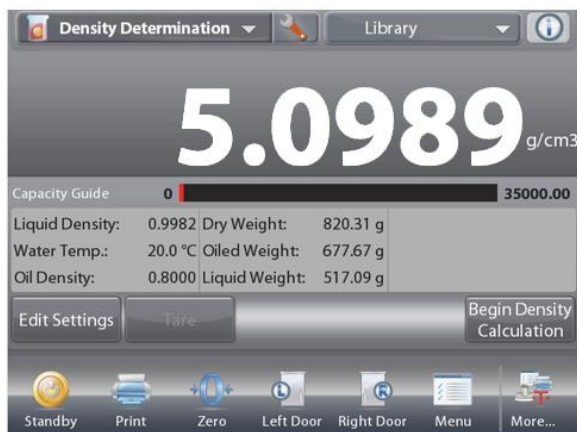 Density Determination
Library
5.0989 g/cm3
Capacity Guide 0 35000.00
Liquid Density: 0.9982 Dry Weight: 820.31 g
Water Temp.: 20.0 °C Oiled Weight: 677.67 g
Oil Density: 0.8000 Liquid Weight: 517.09 g
Edit Settings
Tare
Begin Density
Calculation
L
R
Standby
Print
Zero
Left Door
Right Door
Menu
More...